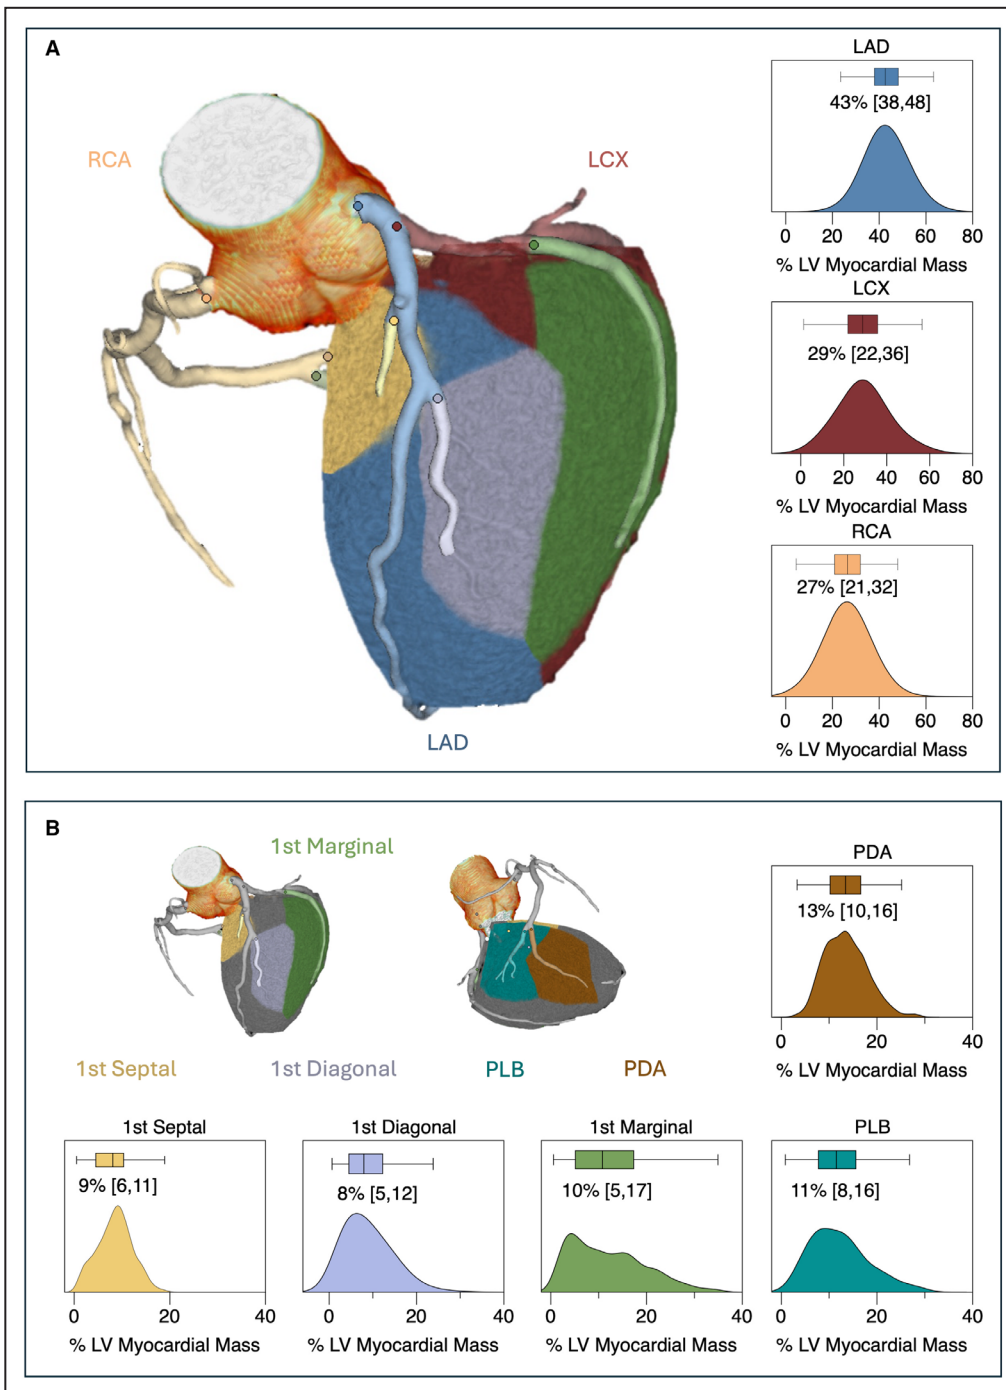 A
RCA
LCX
LAD
LAD
43% [38,48]
0 20 40 60 80
% LV Myocardial Mass
LCX
29% [22,36]
0 20 40 60 80
% LV Myocardial Mass
RCA
27% [21,32]
0 20 40 60 80
% LV Myocardial Mass
B
1st Marginal
1st Septal
1st Diagonal
PLB
PDA
PDA
13% [10,16]
0 20 40
% LV Myocardial Mass
1st Septal
9% [6,11]
0 20 40
% LV Myocardial Mass
1st Diagonal
8% [5,12]
0 20 40
% LV Myocardial Mass
1st Marginal
10% [5,17]
0 20 40
% LV Myocardial Mass
PLB
11% [8,16]
0 20 40
% LV Myocardial Mass